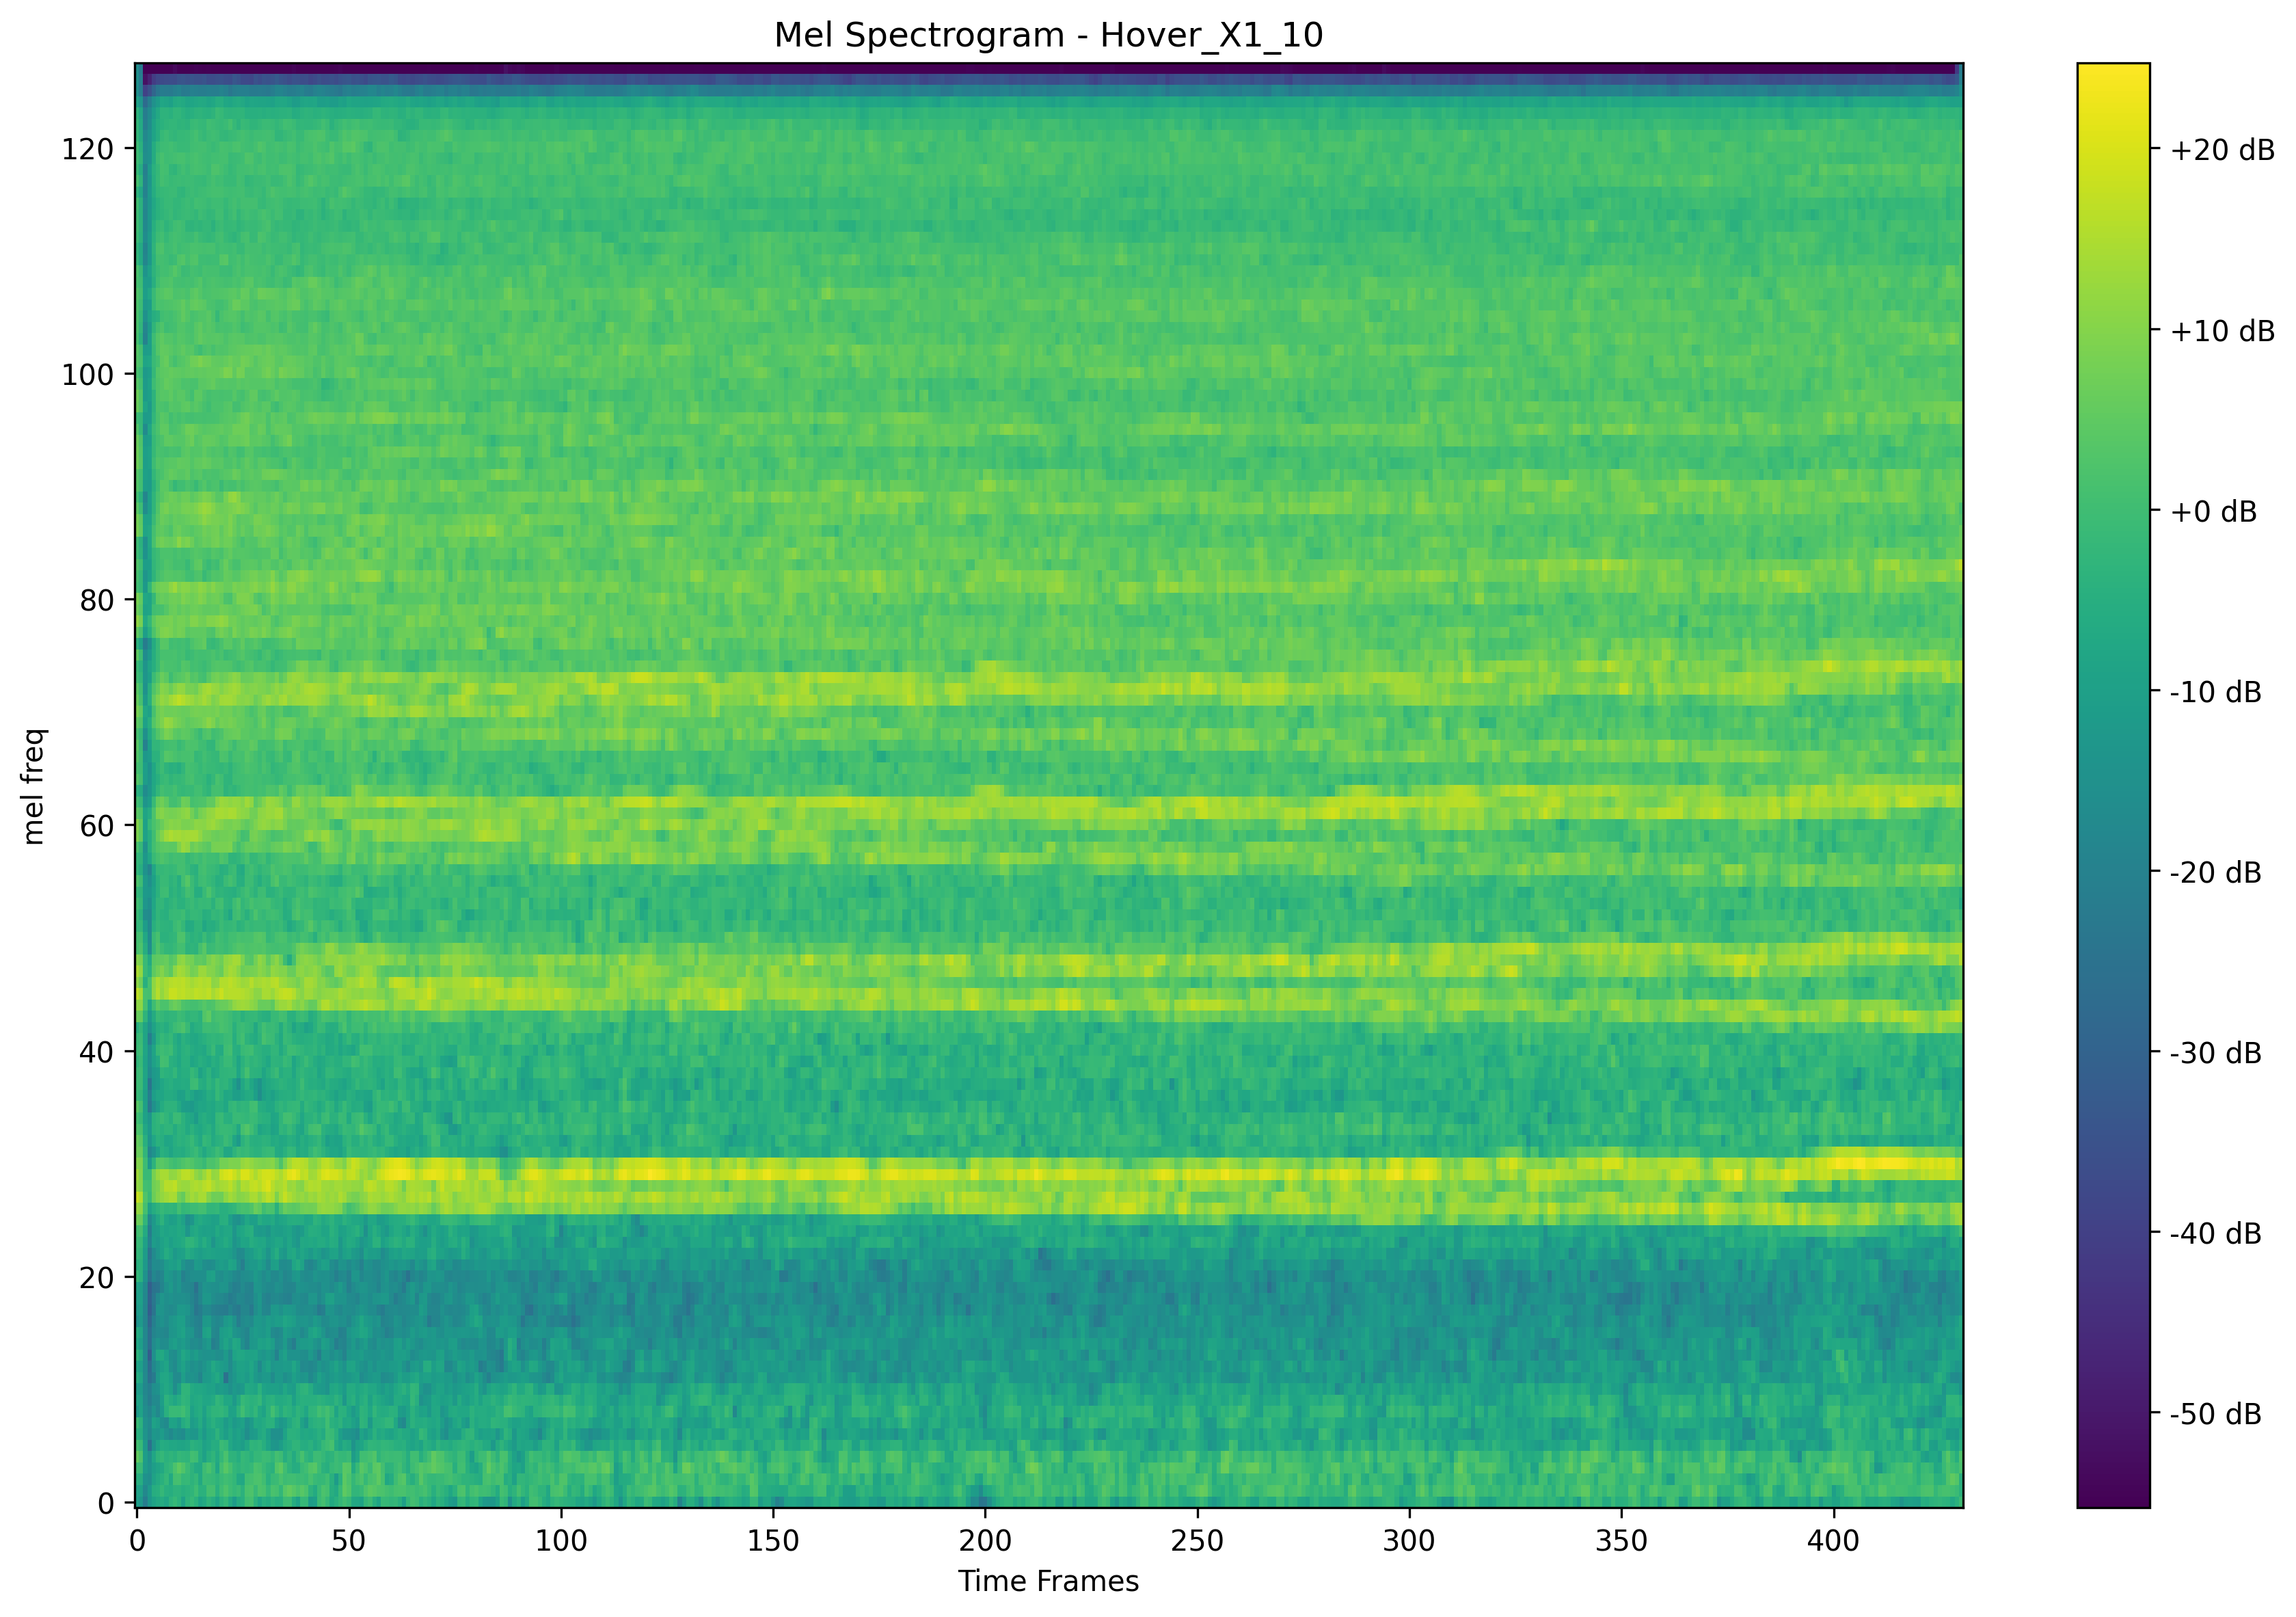 Mel Spectrogram - Hover_X1_10
mel freq
120
100
80
60
40
20
0
0 50 100 150 200 250 300 350 400
Time Frames
+20 dB
+10 dB
+0 dB
-10 dB
-20 dB
-30 dB
-40 dB
-50 dB